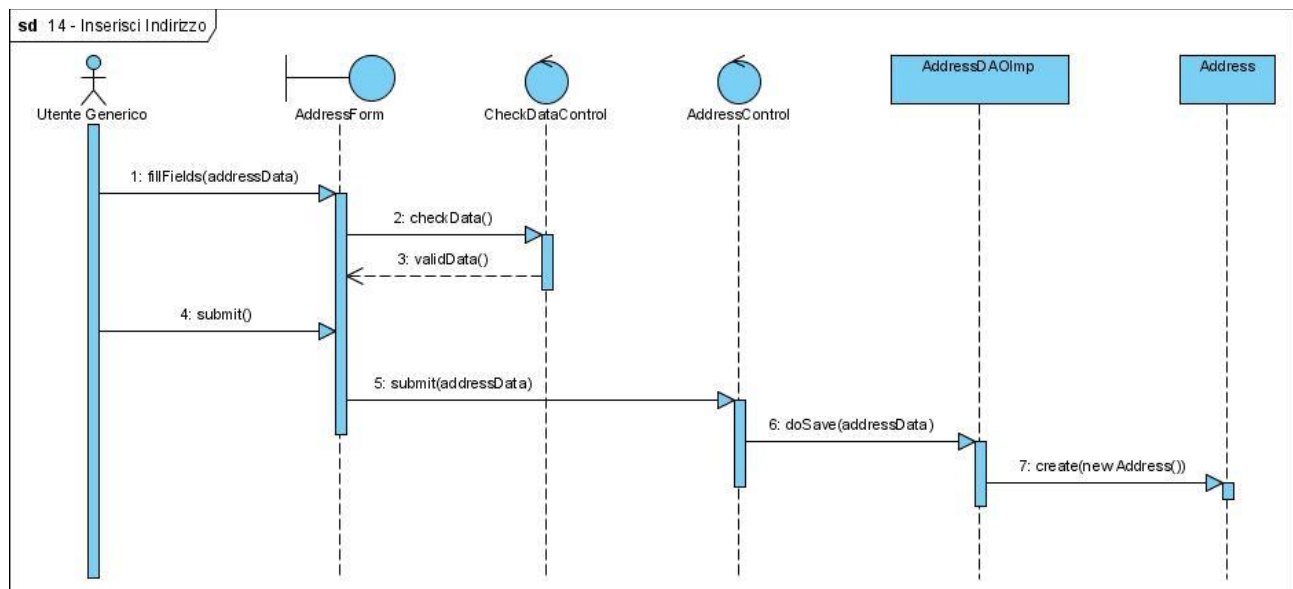 sd 14 - Inserisci Indirizzo
Utente Generico
AddressForm
CheckDataControl
AddressControl
AddressDAOImp
Address
1: fillFields(addressData)
2: checkData()
3: validData()
4: submit()
5: submit(addressData)
6: doSave(addressData)
7: create(new Address())